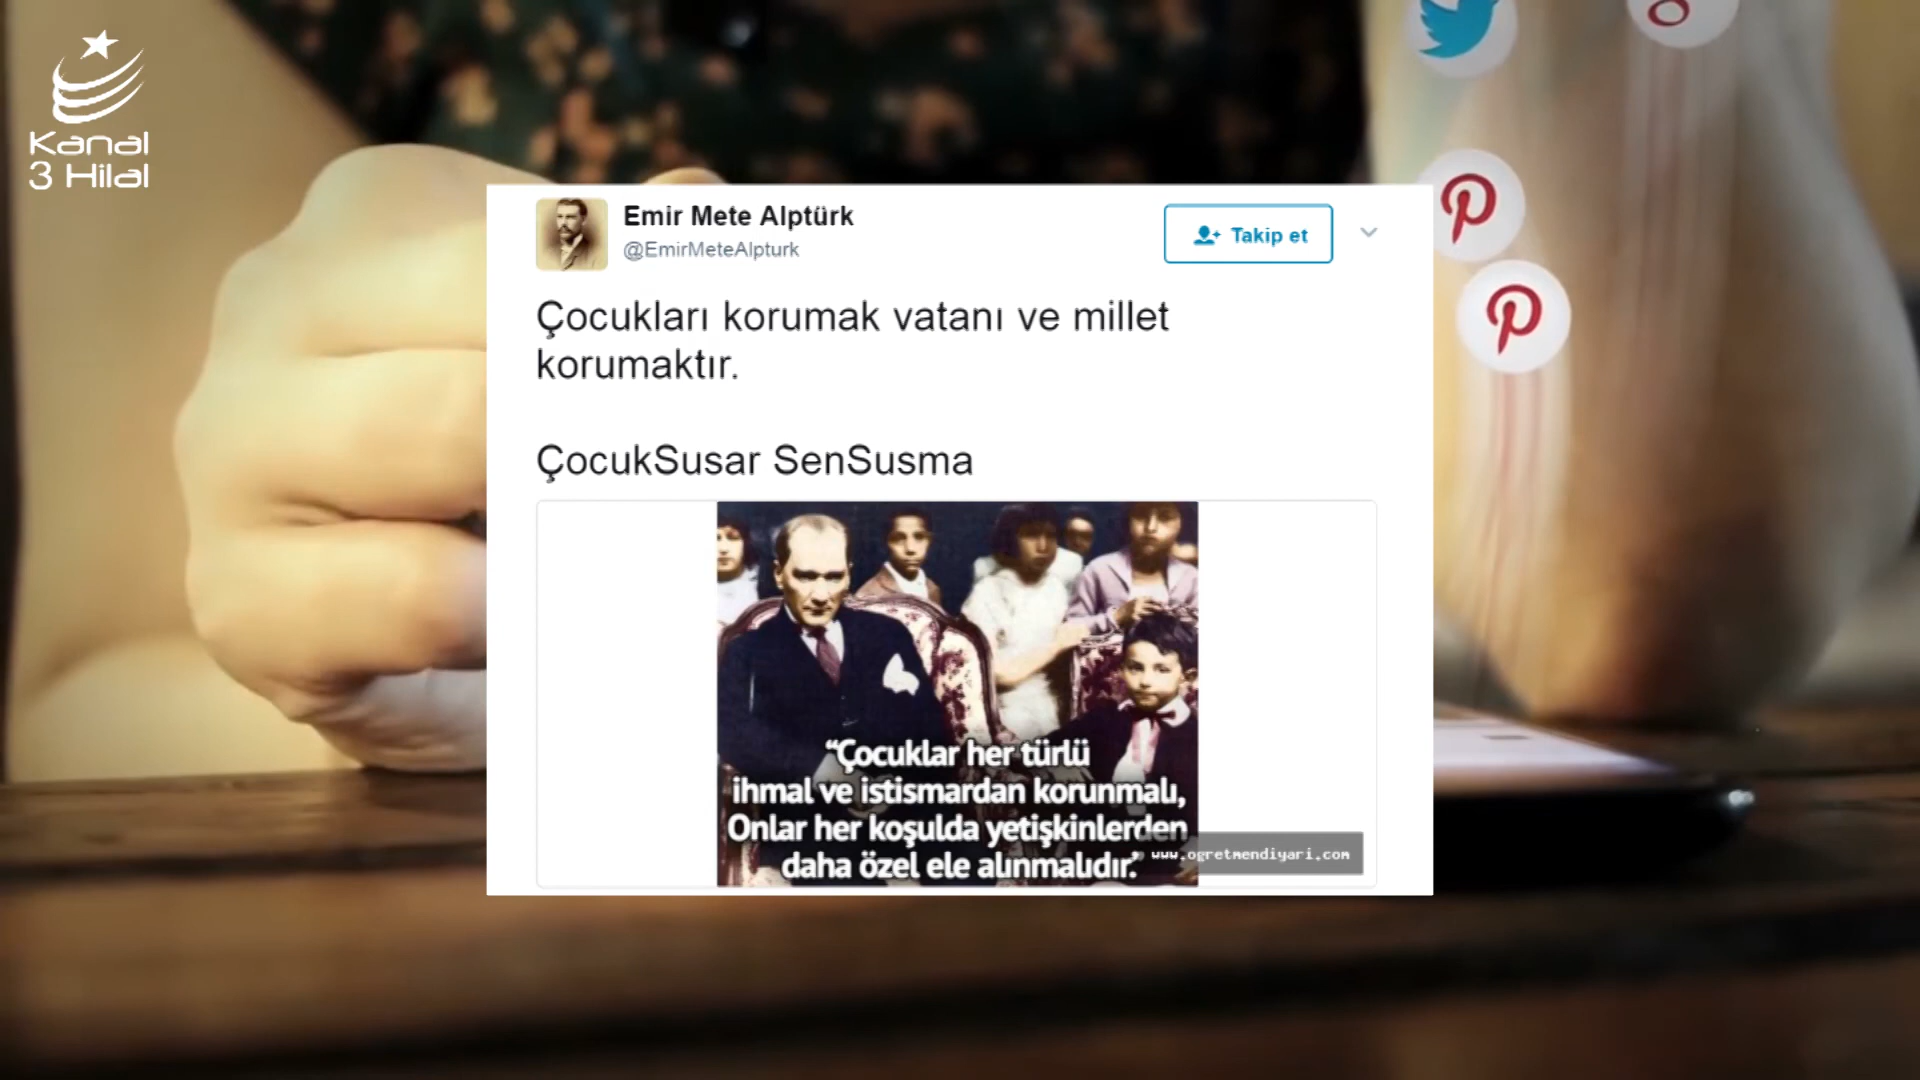 Kanal
3 Hilal
Emir Mete Alptürk
@EmirMeteAlpturk
Takip et
Çocukları korumak vatanı ve millet
korumaktır.
ÇocukSusar SenSusma
“Çocuklar her türlü
ihmal ve istismardan korunmalı,
Onlar her koşulda yetişkinlerden
daha özel ele alınmalıdır.”
www.ogretmendiyari.com